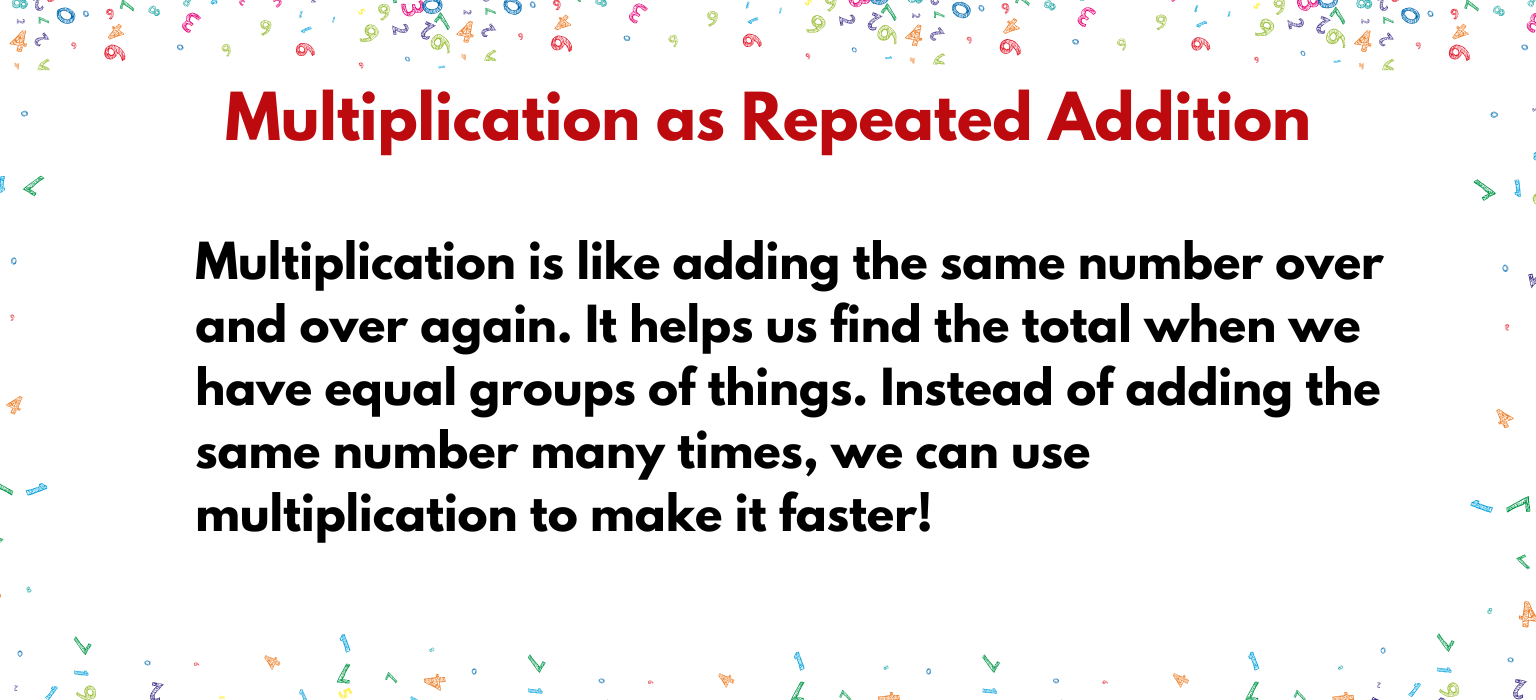 Multiplication as Repeated Addition
Multiplication is like adding the same number over
and over again. It helps us find the total when we
have equal groups of things. Instead of adding the
same number many times, we can use
multiplication to make it faster!